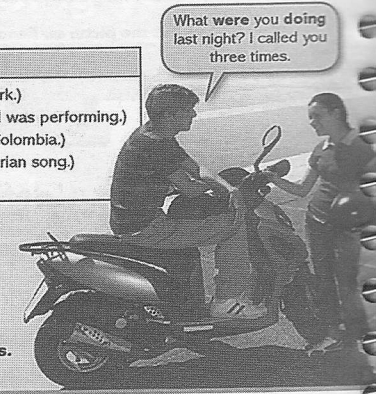 What were you doing
last night? I called you
three times.
rk.)
l was performing.)
olombia.)
rian song.)
s.